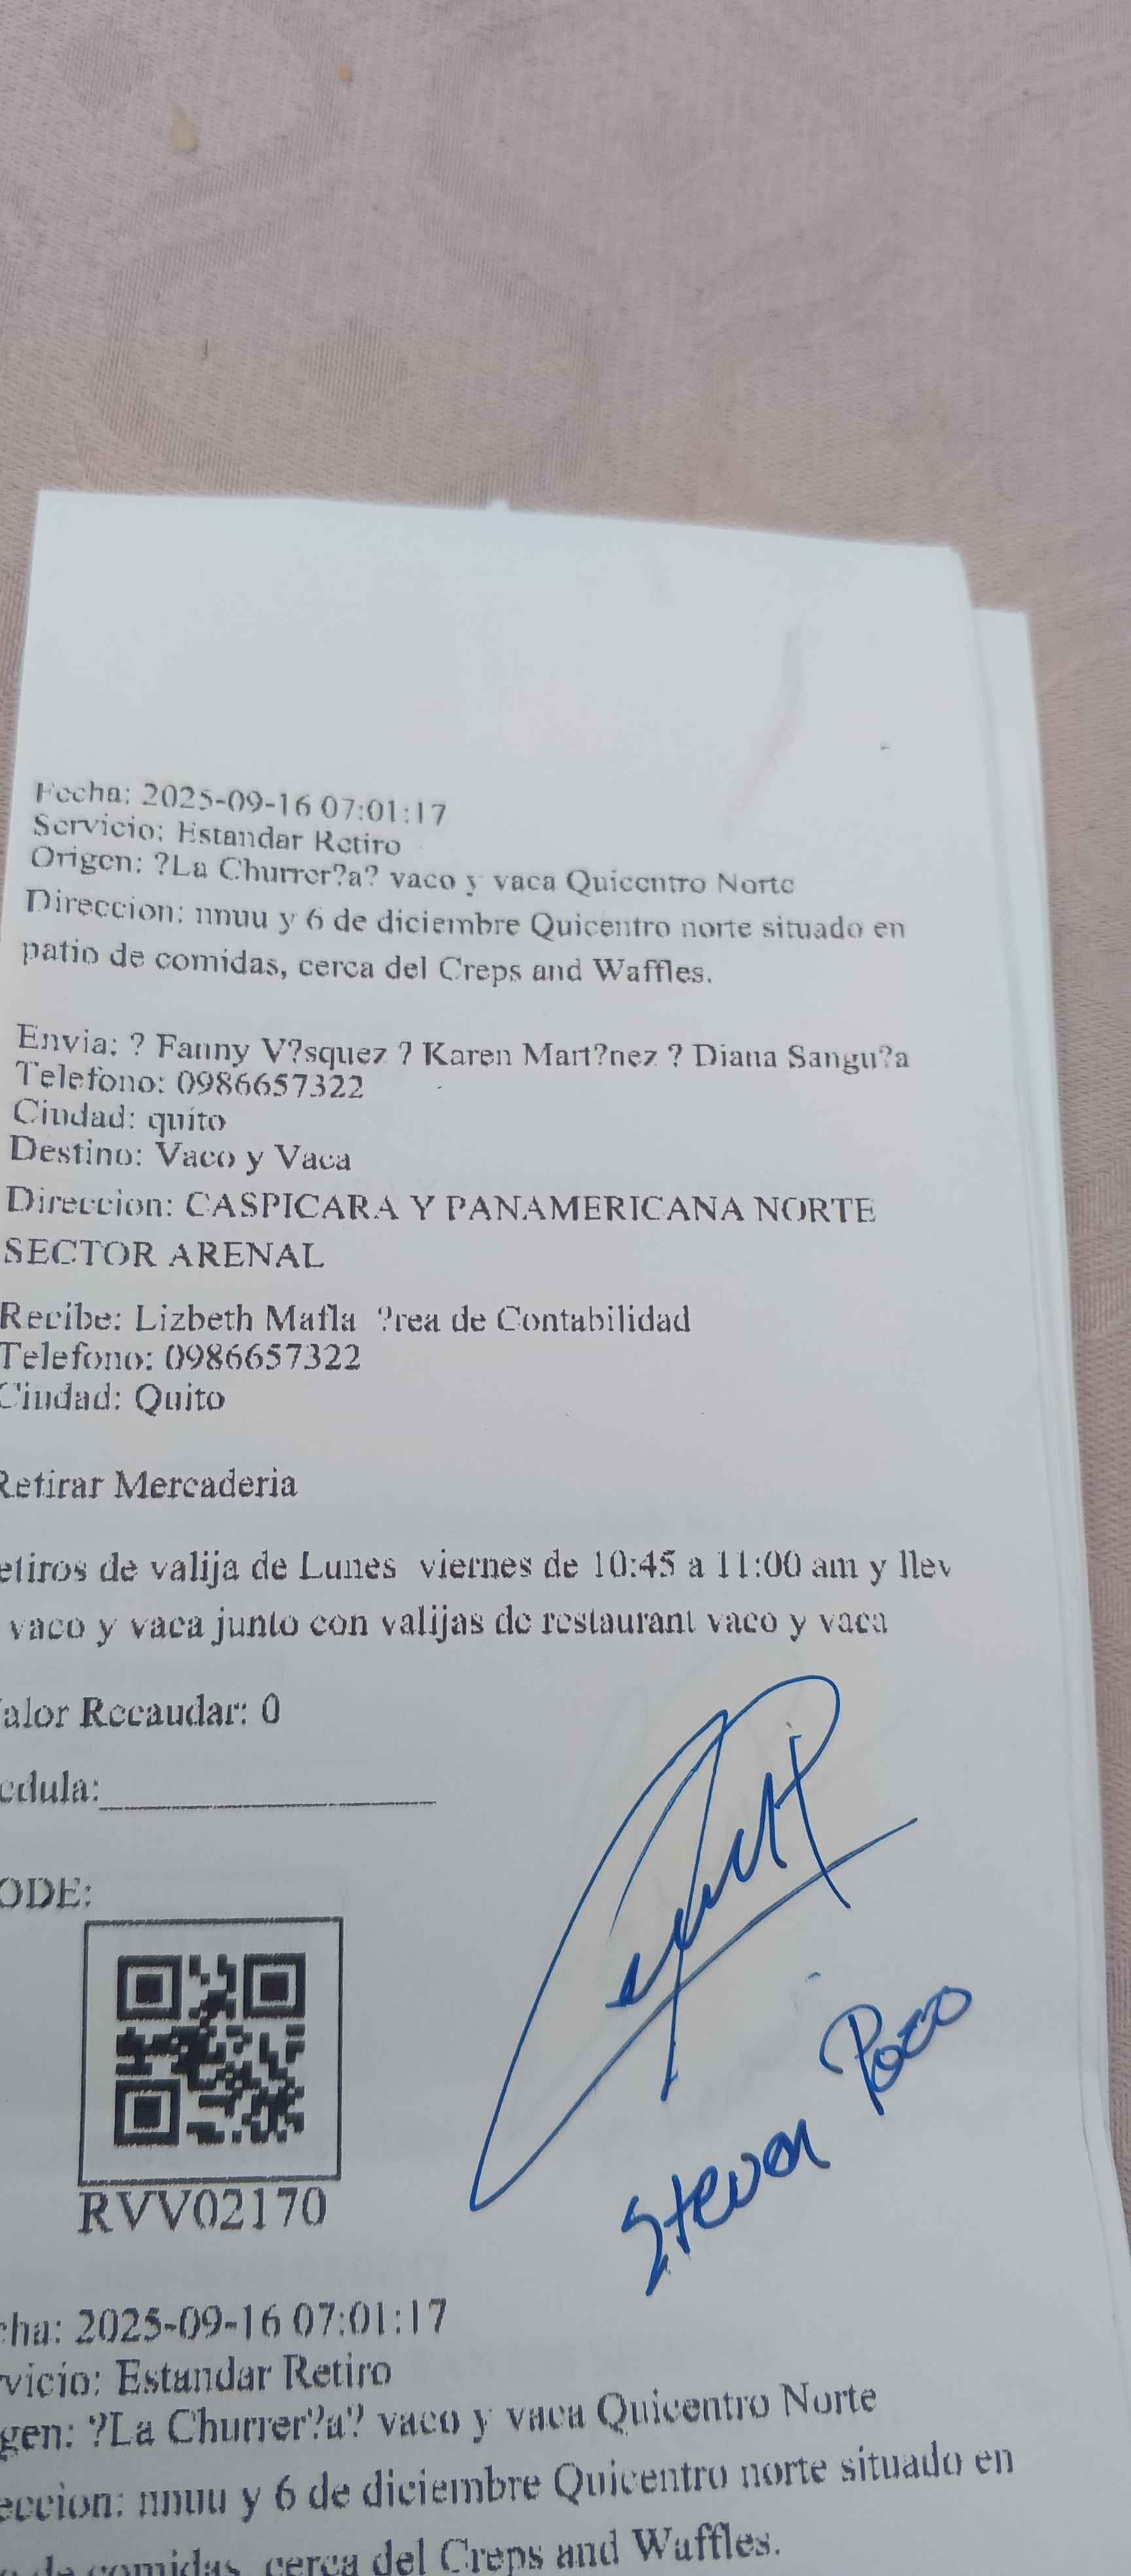 Fecha: 2025-09-16 07:01:17
Servicio: Estandar Retiro
Origen: ?La Churrer?a? vaco y vaca Quicentro Norte
Direccion: nnuu y 6 de diciembre Quicentro norte situado en
patio de comidas, cerca del Creps and Waffles.
Envia: ? Fanny V?squez ? Karen Mart?nez ? Diana Sangu?a
Telefono: 0986657322
Ciudad: quito
Destino: Vaco y Vaca
Direccion: CASPICARA Y PANAMERICANA NORTE
SECTOR ARENAL
Recibe: Lizbeth Mafla ?rea de Contabilidad
Telefono: 0986657322
Ciudad: Quito
Retirar Mercaderia
etiros de valija de Lunes viernes de 10:45 a 11:00 am y llev
vaco y vaca junto con valijas de restaurant vaco y vaca
alor Recaudar: 0
edula:
ODE:
RVV02170
Steven Pozo
cha: 2025-09-16 07:01:17
vicio: Estandar Retiro
gen: ?La Churrer?a? vaco y vaca Quicentro Norte
eccion: nnuu y 6 de diciembre Quicentro norte situado en
de comidas, cerca del Creps and Waffles.